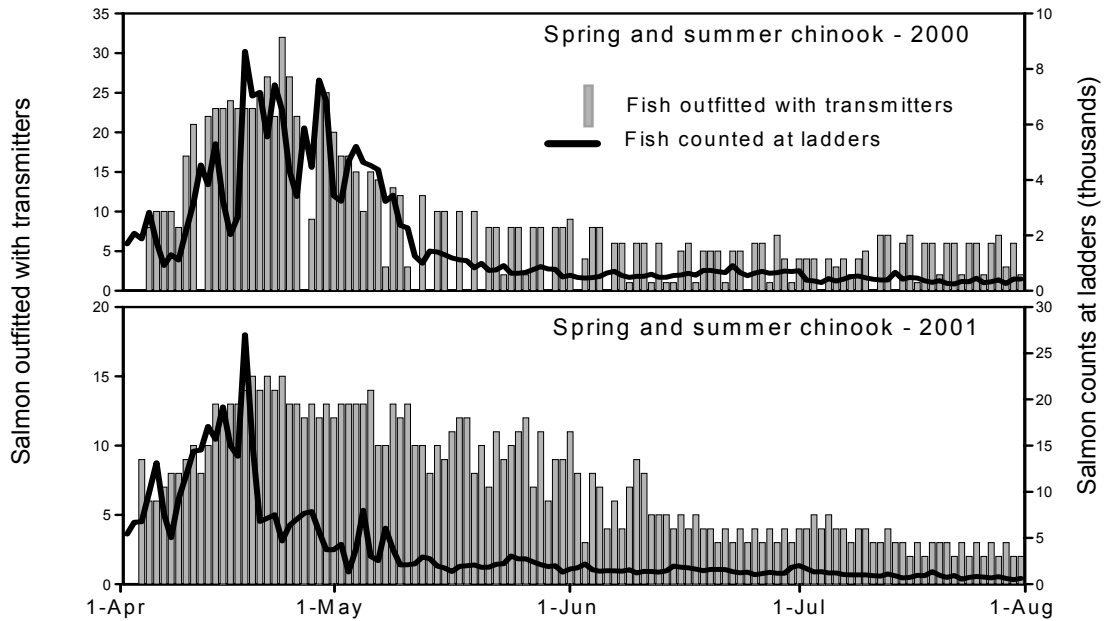 Salmon outfitted with transmitters
Salmon counts at ladders (thousands)
Spring and summer chinook - 2000
Fish outfitted with transmitters
Fish counted at ladders
35
30
25
20
15
10
5
0
10
8
6
4
2
0
Spring and summer chinook - 2001
20
15
10
5
0
30
25
20
15
10
5
0
1-Apr
1-May
1-Jun
1-Jul
1-Aug